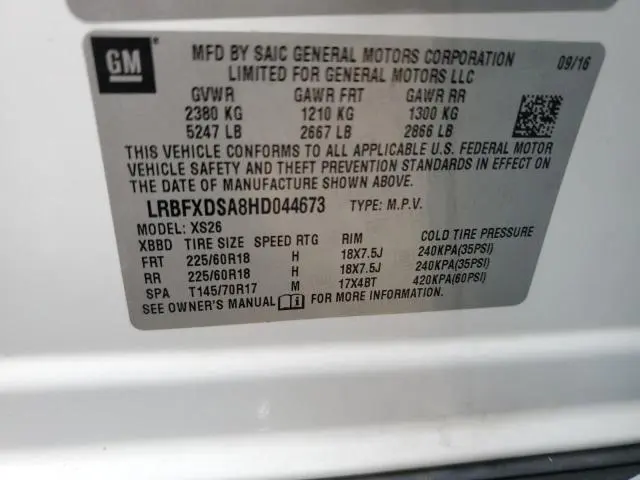 GM
MFD BY SAIC GENERAL MOTORS CORPORATION 09/16
LIMITED FOR GENERAL MOTORS LLC
GVWR GAWR FRT GAWR RR
2380 KG 1210 KG 1300 KG
5247 LB 2667 LB 2866 LB
THIS VEHICLE CONFORMS TO ALL APPLICABLE U.S. FEDERAL MOTOR
VEHICLE SAFETY AND THEFT PREVENTION STANDARDS IN EFFECT ON
THE DATE OF MANUFACTURE SHOWN ABOVE.
LRBFXDSA8HD044673 TYPE: M.P.V.
MODEL: XS26
XBBD TIRE SIZE SPEED RTG RIM COLD TIRE PRESSURE
FRT 225/60R18 H 18X7.5J 240KPA(35PSI)
RR 225/60R18 H 18X7.5J 240KPA(35PSI)
SPA T145/70R17 M 17X4BT 420KPA(60PSI)
SEE OWNER'S MANUAL FOR MORE INFORMATION.